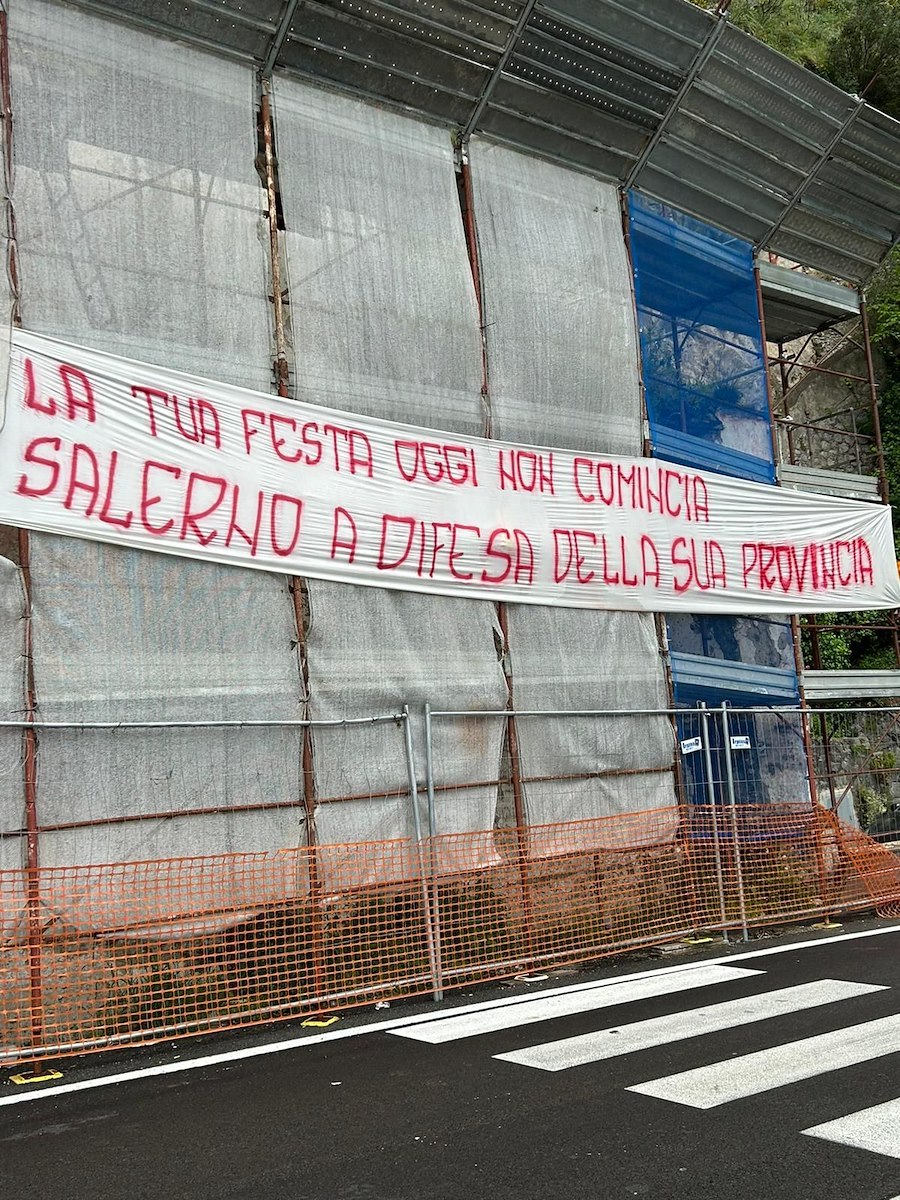 LA TUA FESTA OGGI NON COMINCIA
SALERNO A DIFESA DELLA SUA PROVINCIA